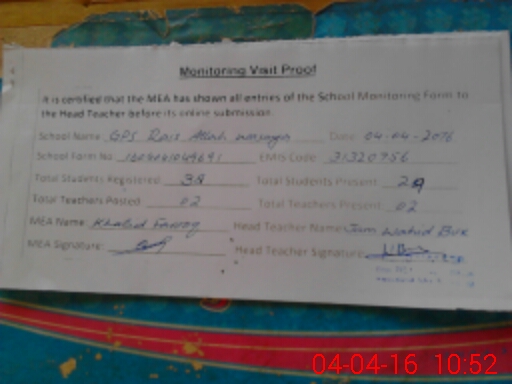 Monitoring Visit Proof
It is certified that the MEA has shown all entries of the School Monitoring Form to
the Head Teacher before its online submission.
School Name: GPS Rais Allah Date: 04-04-2016
School Form No: EMIS Code: 31320756
Total Students Registered: 38 Total Students Present: 29
Total Teachers Posted: 02 Total Teachers Present: 02
MEA Name: Khalid Farooq Head Teacher Name: Jam Wahid Bux
MEA Signature: Head Teacher Signature:
04-04-16 10:52